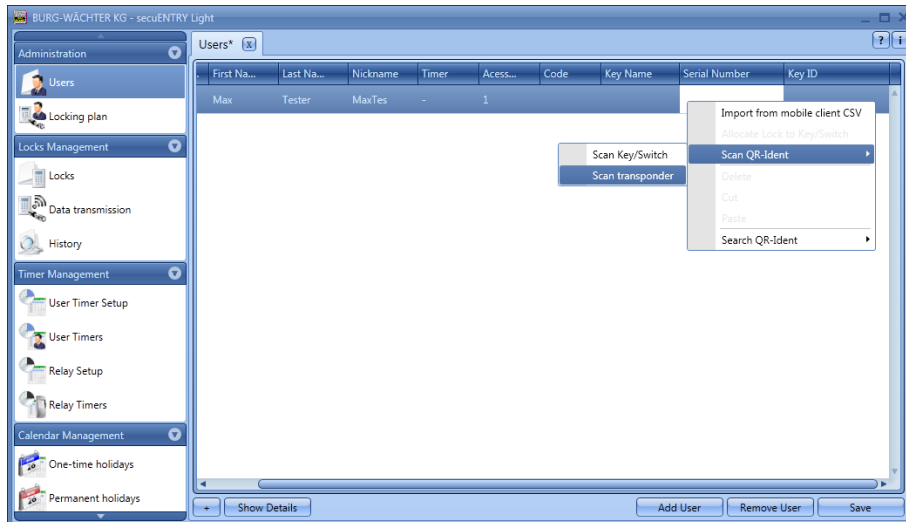 BURG-WÄCHTER KG - secuENTRY Light
Administration
Users
Locking plan
Locks Management
Locks
Data transmission
History
Timer Management
User Timer Setup
User Timers
Relay Setup
Relay Timers
Calendar Management
One-time holidays
Permanent holidays
Users* x
? i
. First Na... Last Na... Nickname Timer Acess... Code Key Name Serial Number Key ID
Max Tester MaxTes - 1
Import from mobile client CSV
Allocate Lock to Key/Switch
Scan QR-Ident
Delete
Cut
Paste
Search QR-Ident
Scan Key/Switch
Scan transponder
+ Show Details Add User Remove User Save